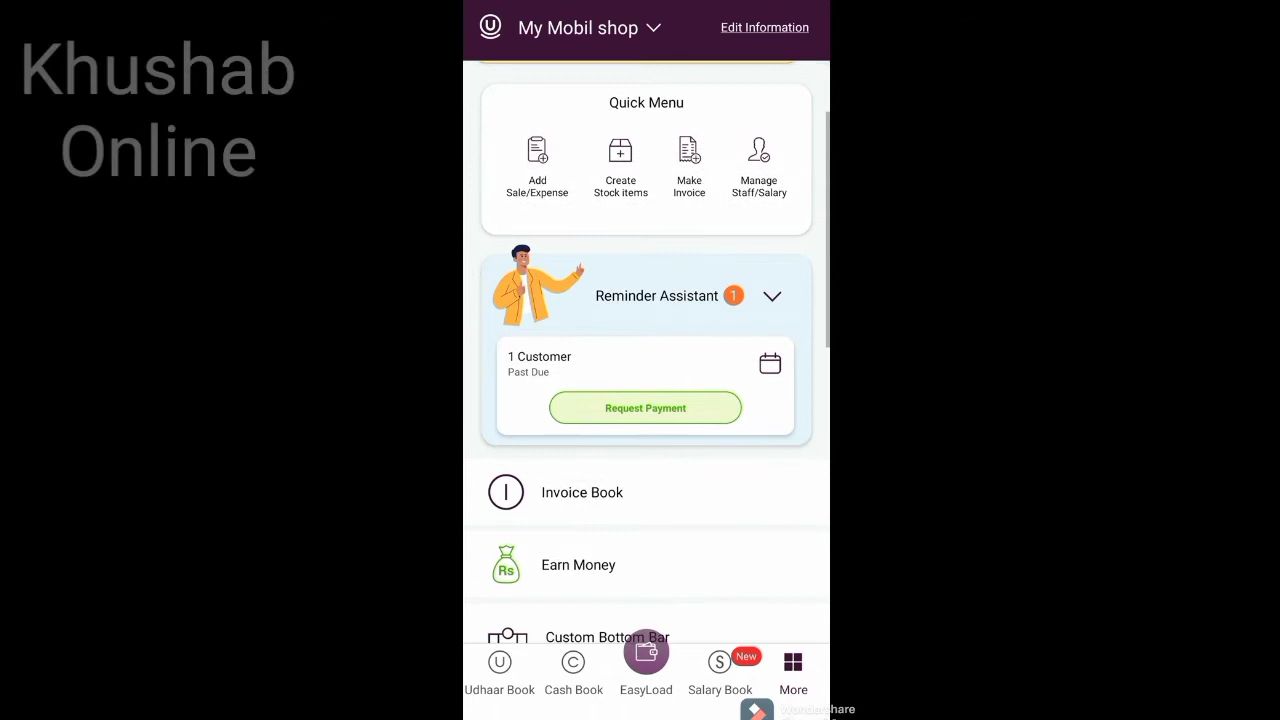 Khushab
Online
My Mobil shop
Edit Information
Quick Menu
Add
Sale/Expense
Create
Stock items
Make
Invoice
Manage
Staff/Salary
Reminder Assistant 1
1 Customer
Past Due
Request Payment
Invoice Book
Rs
Earn Money
Custom Bottom Bar
New
Udhaar Book
Cash Book
EasyLoad
Salary Book
More
Wondershare